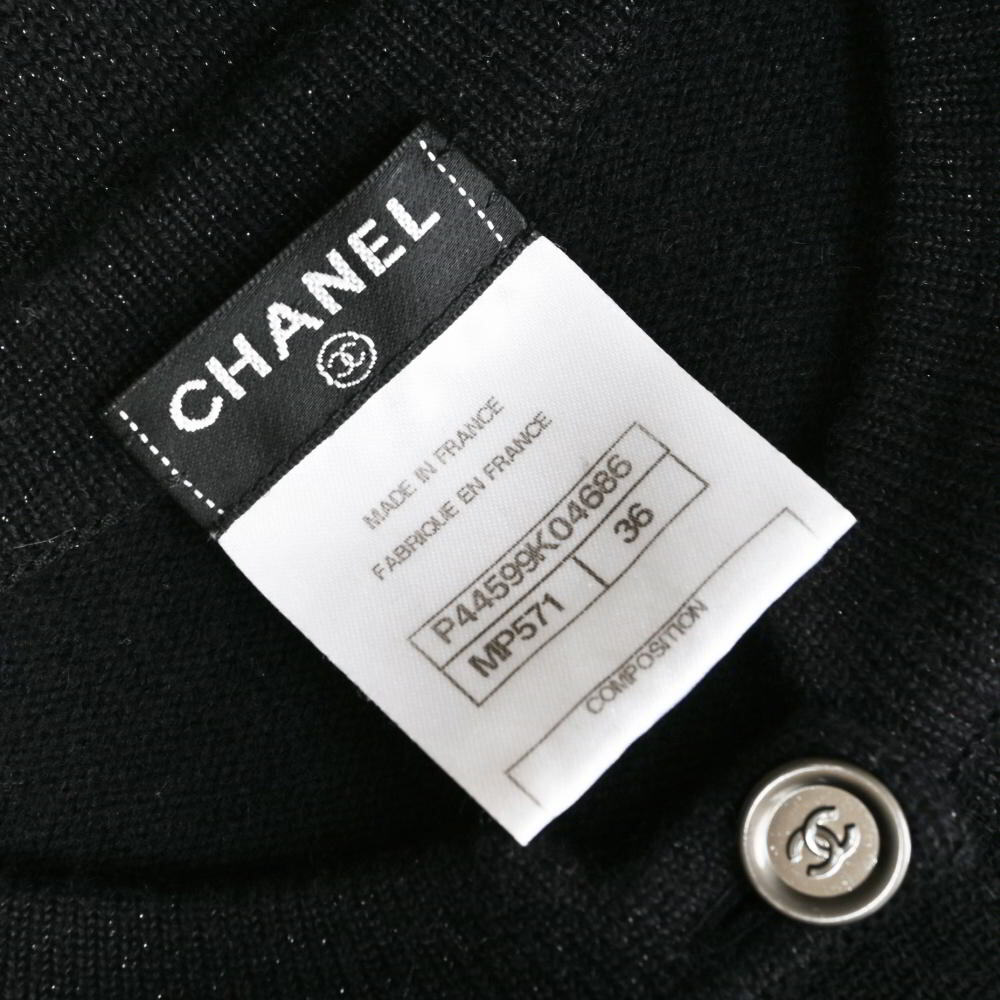 CHANEL
MADE IN FRANCE
FABRIQUE EN FRANCE
P44599K04686
MP571 36
COMPOSITION